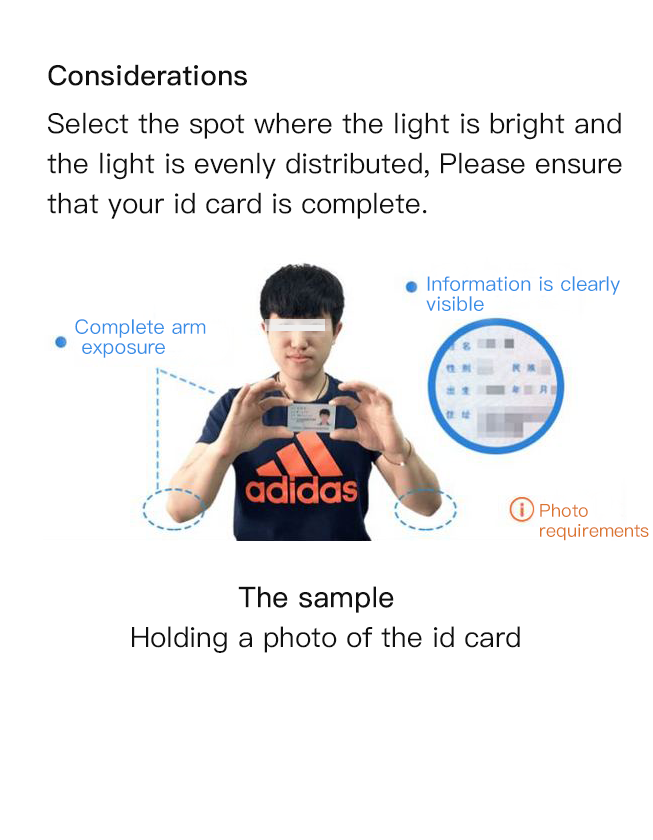 Considerations
Select the spot where the light is bright and
the light is evenly distributed, Please ensure
that your id card is complete.
Information is clearly
visible
Complete arm
exposure
名
性 别 民 族
出 生 年 月
住 址
adidas
Photo
requirements
The sample
Holding a photo of the id card